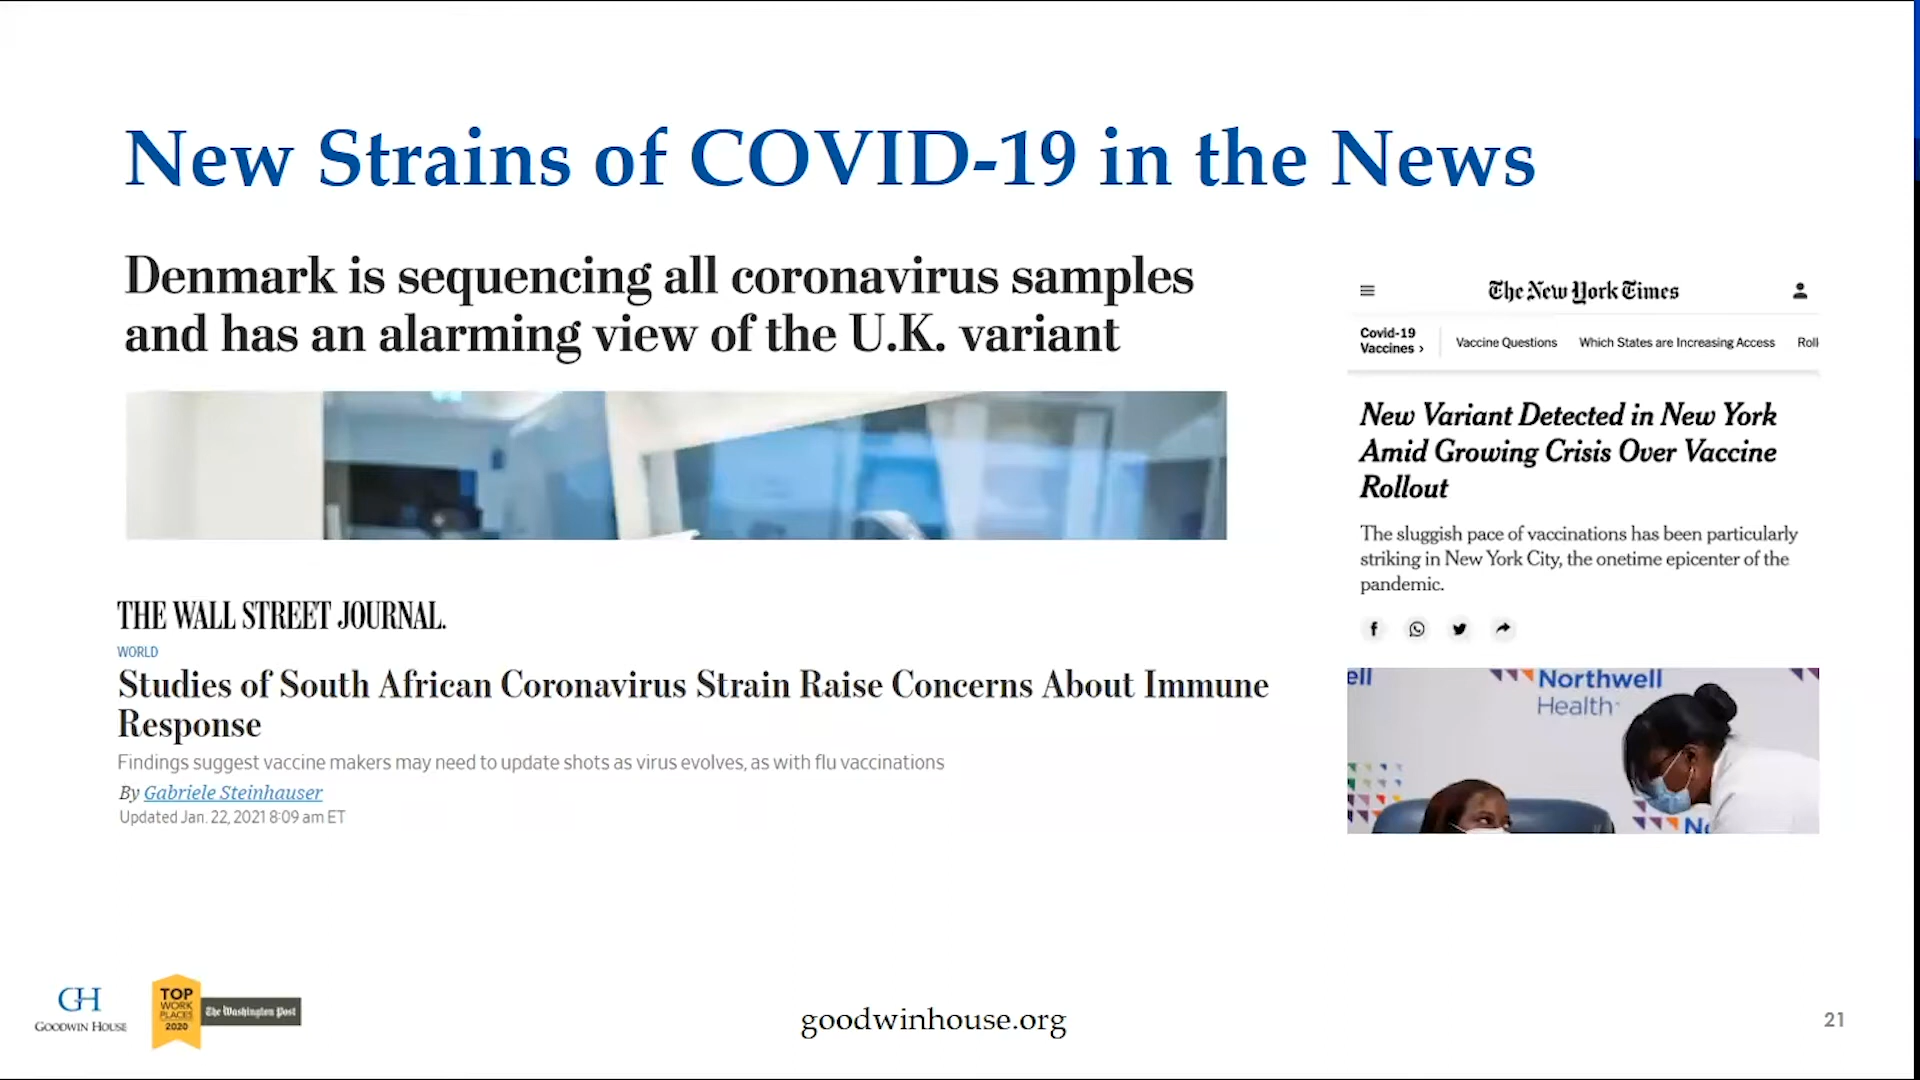 New Strains of COVID-19 in the News
Denmark is sequencing all coronavirus samples
and has an alarming view of the U.K. variant
THE WALL STREET JOURNAL.
WORLD
Studies of South African Coronavirus Strain Raise Concerns About Immune
Response
Findings suggest vaccine makers may need to update shots as virus evolves, as with flu vaccinations
By Gabriele Steinhauser
Updated Jan. 22, 2021 8:09 am ET
The New York Times
Covid-19
Vaccines ›
Vaccine Questions
Which States are Increasing Access
Roll
New Variant Detected in New York
Amid Growing Crisis Over Vaccine
Rollout
The sluggish pace of vaccinations has been particularly
striking in New York City, the onetime epicenter of the
pandemic.
ell
Northwell
Health
No
GH
GOODWIN HOUSE
TOP
WORK
PLACES
2020
The Washington Post
goodwinhouse.org
21